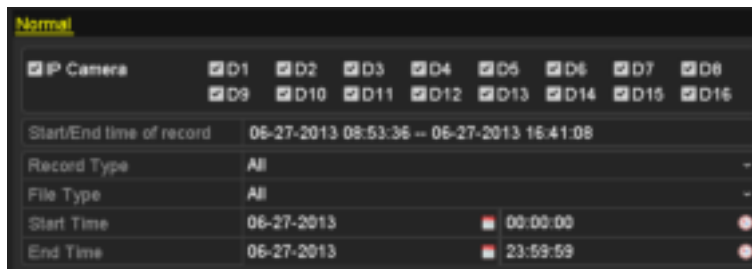 Normal
IP Camera D1 D2 D3 D4 D5 D6 D7 D8
D9 D10 D11 D12 D13 D14 D15 D16
Start/End time of record 06-27-2013 08:53:36 -- 06-27-2013 16:41:08
Record Type All
File Type All
Start Time 06-27-2013 00:00:00
End Time 06-27-2013 23:59:59